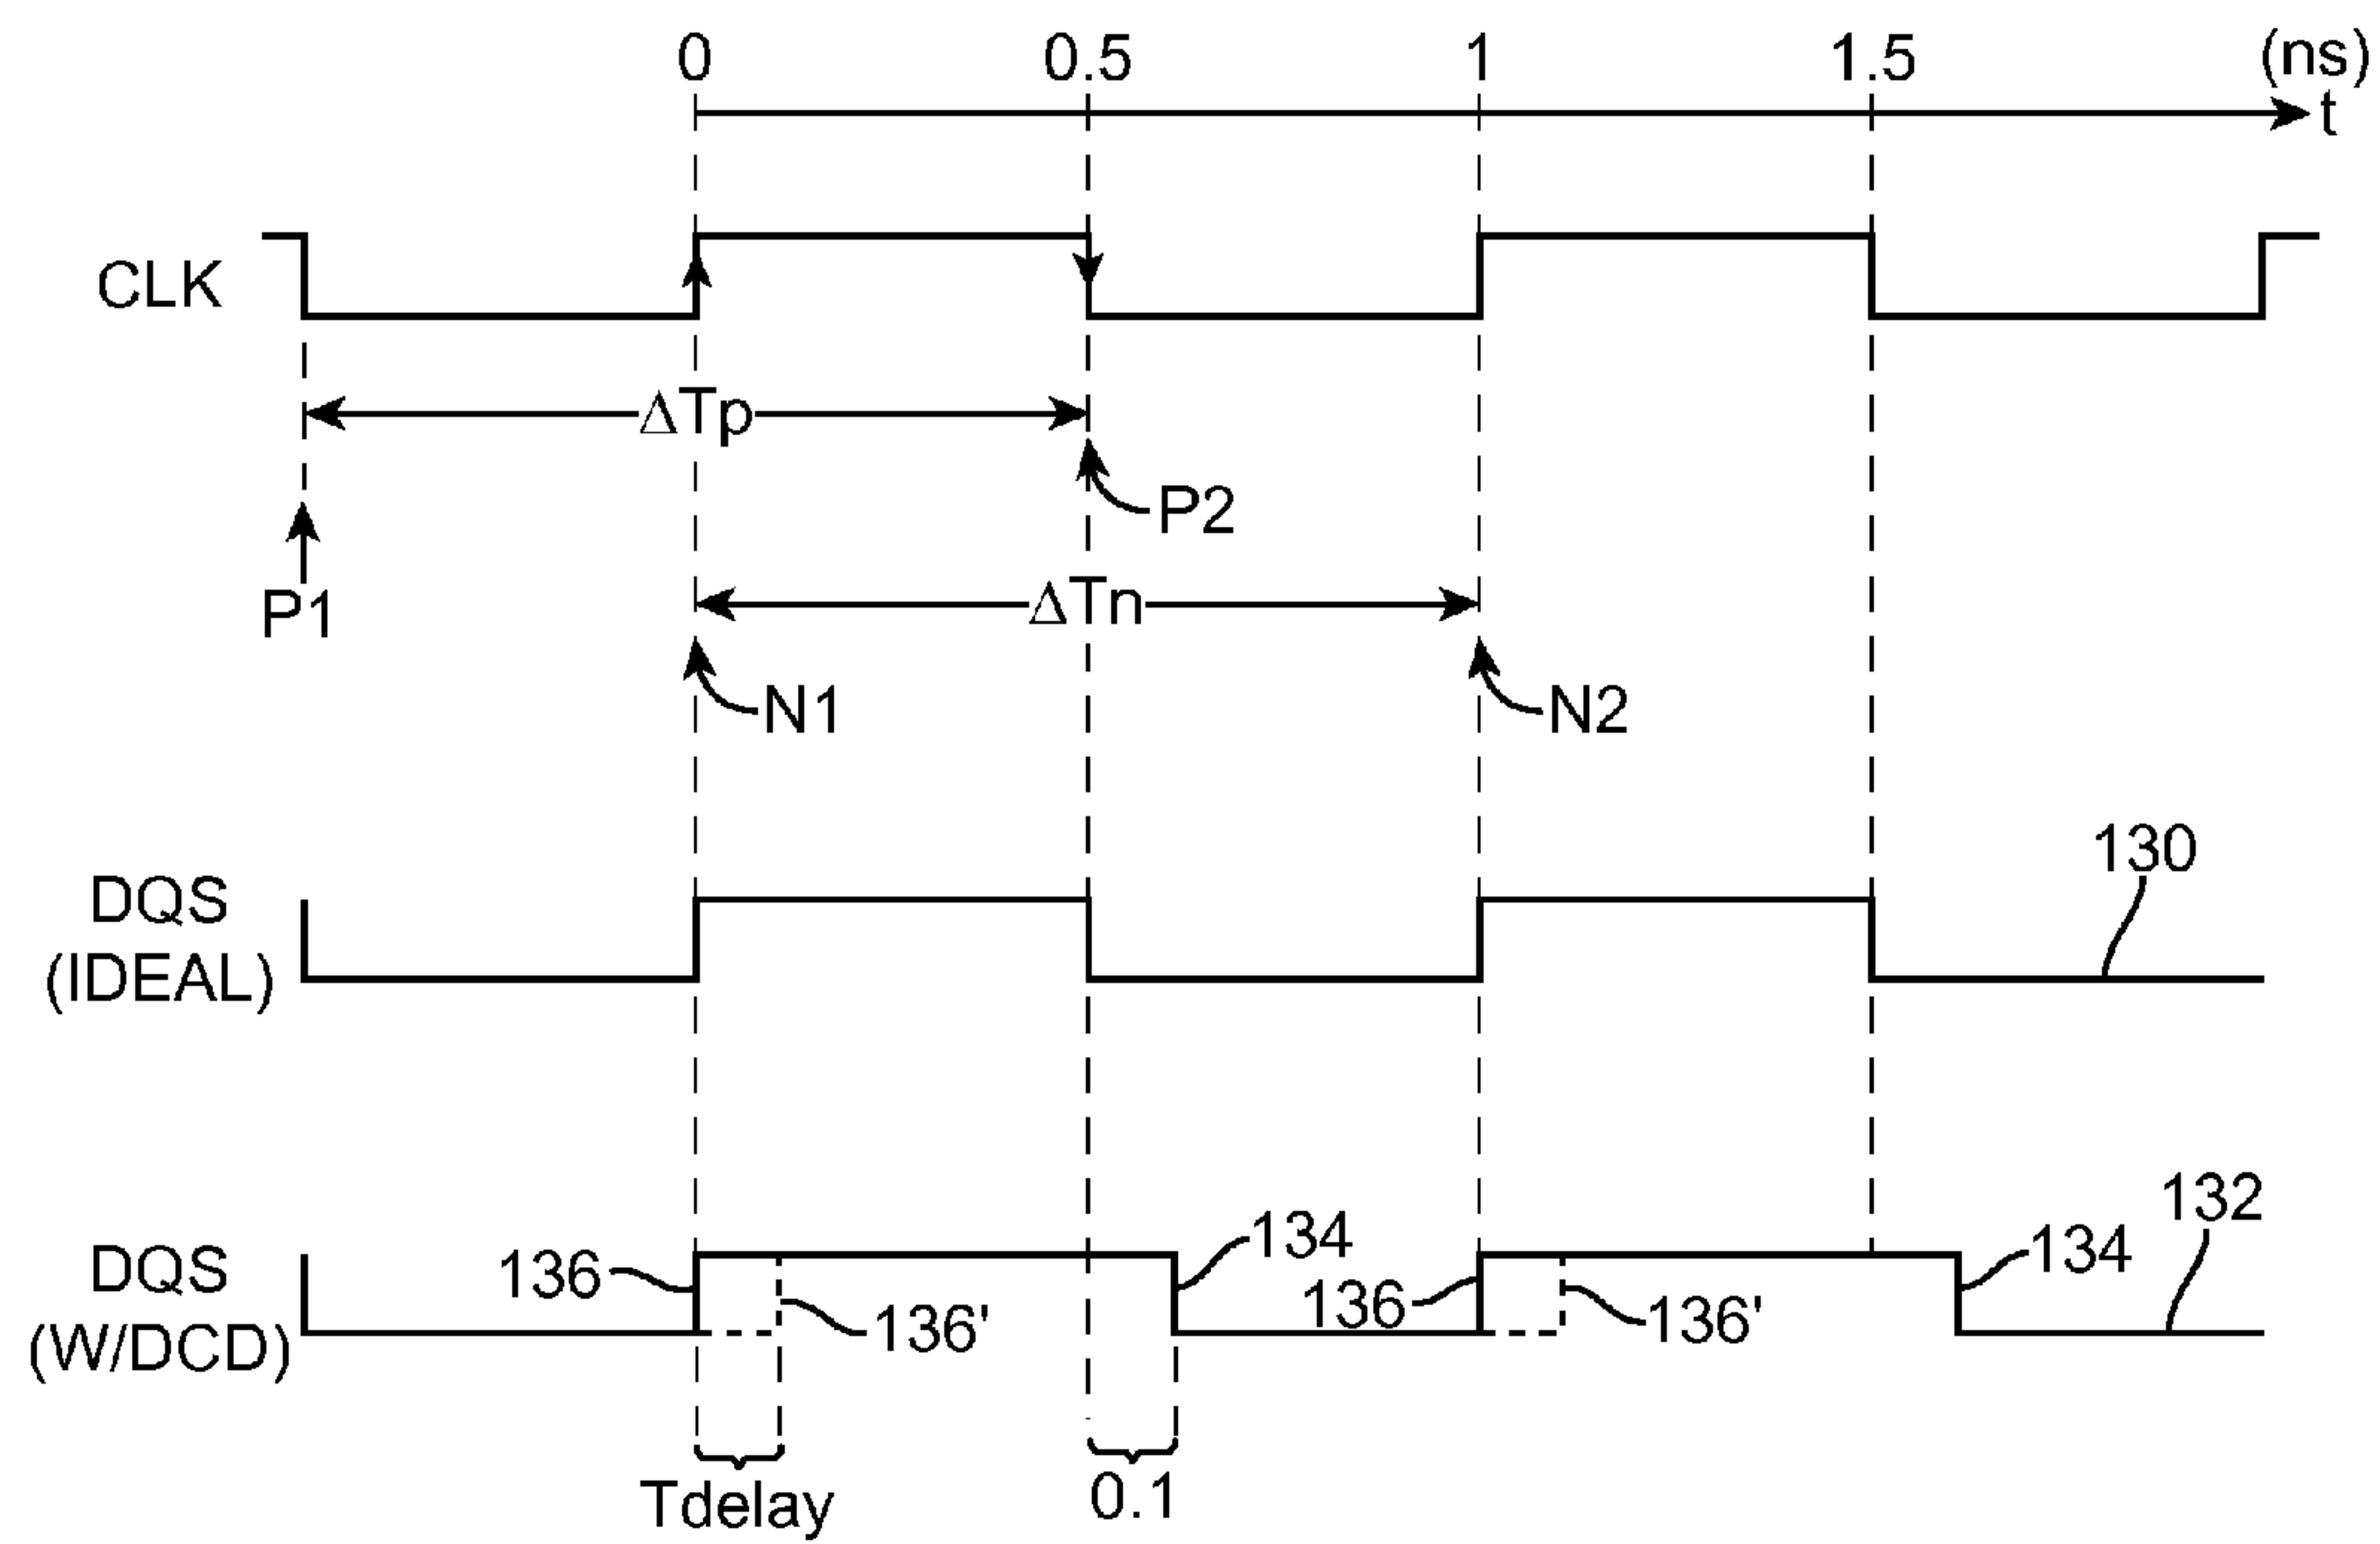 0 0.5 1 1.5 (ns)
t
CLK
ΔTp
P2
P1
ΔTn
N1 N2
130
DQS
(IDEAL)
132
134 134
DQS
136 136
136' 136'
(W/DCD)
Tdelay 0.1